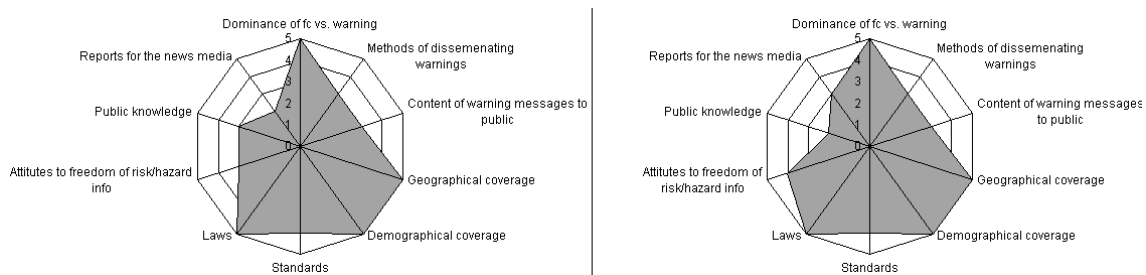 Dominance of fc vs. warning
5
Reports for the news media
Methods of dissemenating
warnings
4
3
2
Public knowledge
Content of warning messages to
public
1
0
Attitutes to freedom of risk/hazard
info
Geographical coverage
Laws
Demographical coverage
Standards
Dominance of fc vs. warning
5
Reports for the news media
Methods of dissemenating
warnings
4
3
2
Public knowledge
Content of warning messages
to public
1
0
Attitutes to freedom of
risk/hazard info
Geographical coverage
Laws
Demographical coverage
Standards